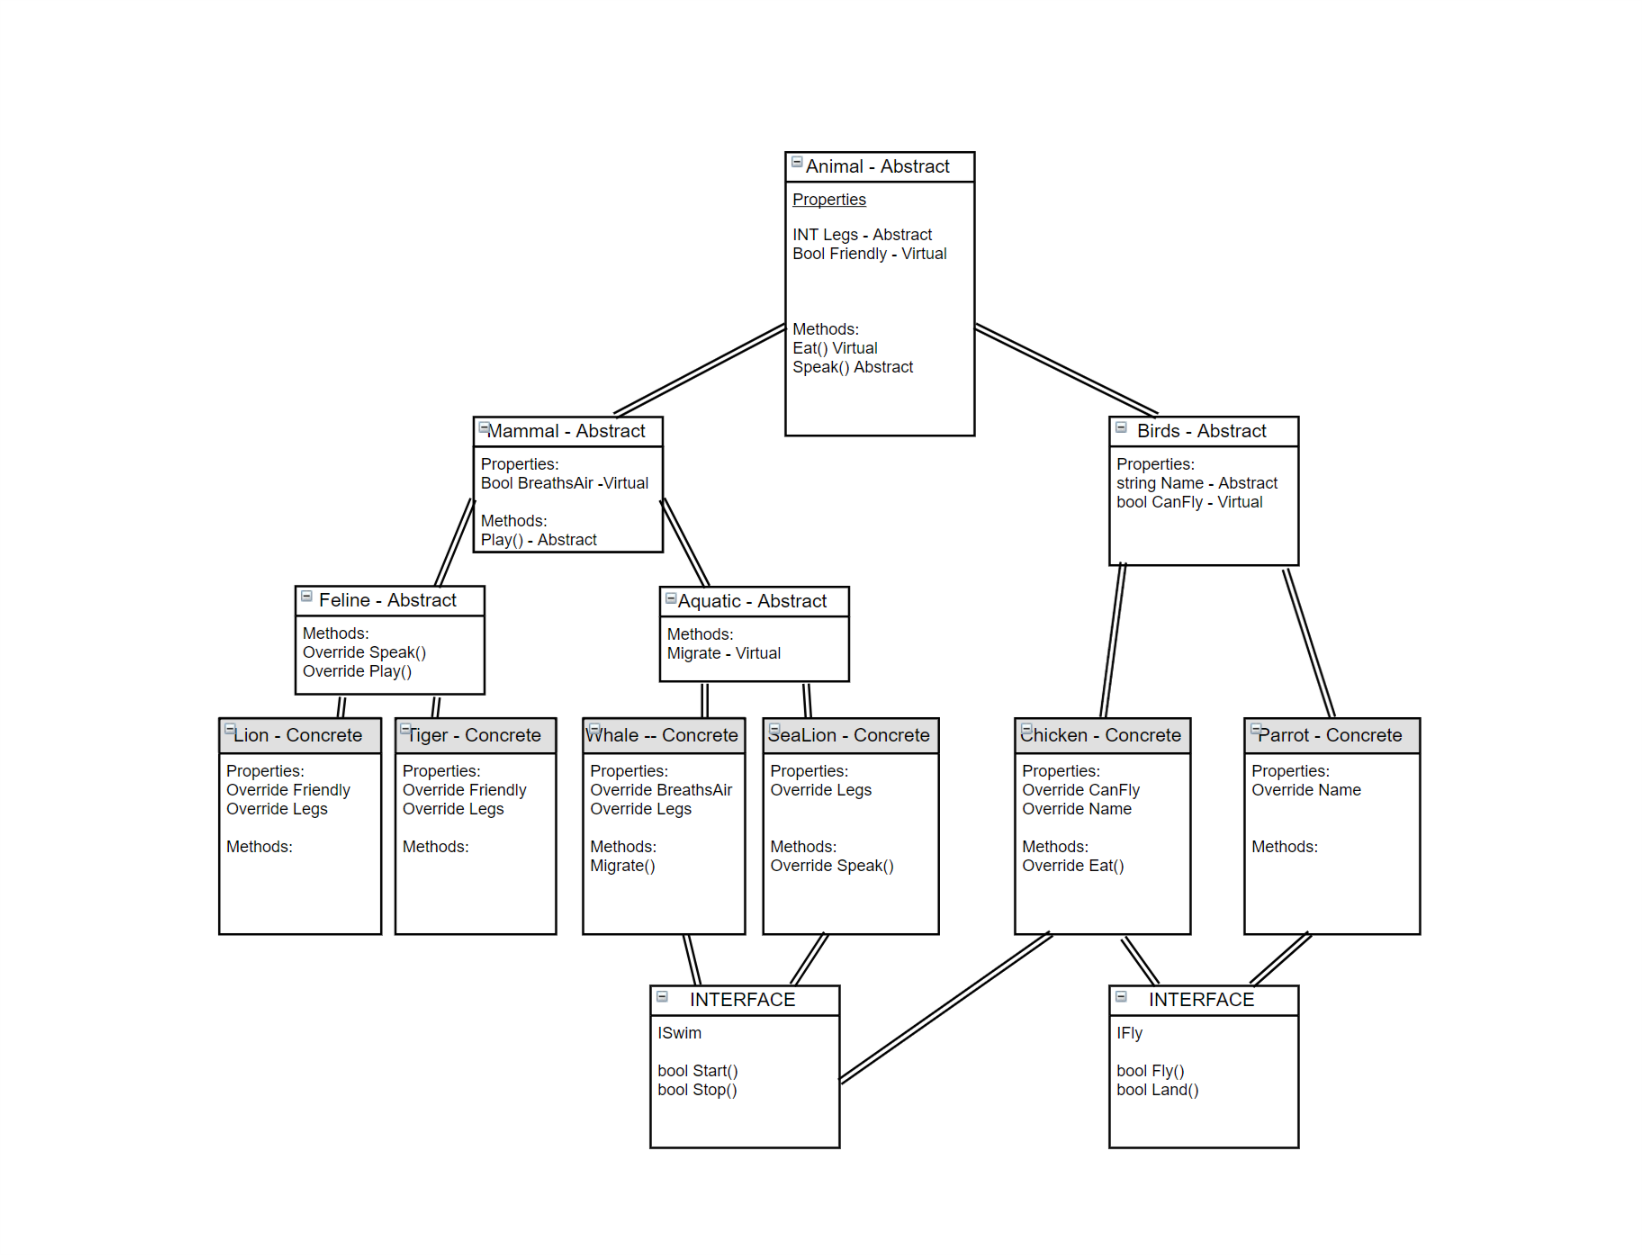 Animal - Abstract
Properties
INT Legs - Abstract
Bool Friendly - Virtual
Methods:
Eat() Virtual
Speak() Abstract
Mammal - Abstract
Properties:
Bool BreathsAir -Virtual
Methods:
Play() - Abstract
Birds - Abstract
Properties:
string Name - Abstract
bool CanFly - Virtual
Feline - Abstract
Methods:
Override Speak()
Override Play()
Aquatic - Abstract
Methods:
Migrate - Virtual
Lion - Concrete
Properties:
Override Friendly
Override Legs
Methods:
Tiger - Concrete
Properties:
Override Friendly
Override Legs
Methods:
Whale -- Concrete
Properties:
Override BreathsAir
Override Legs
Methods:
Migrate()
SeaLion - Concrete
Properties:
Override Legs
Methods:
Override Speak()
Chicken - Concrete
Properties:
Override CanFly
Override Name
Methods:
Override Eat()
Parrot - Concrete
Properties:
Override Name
Methods:
INTERFACE
ISwim
bool Start()
bool Stop()
INTERFACE
IFly
bool Fly()
bool Land()